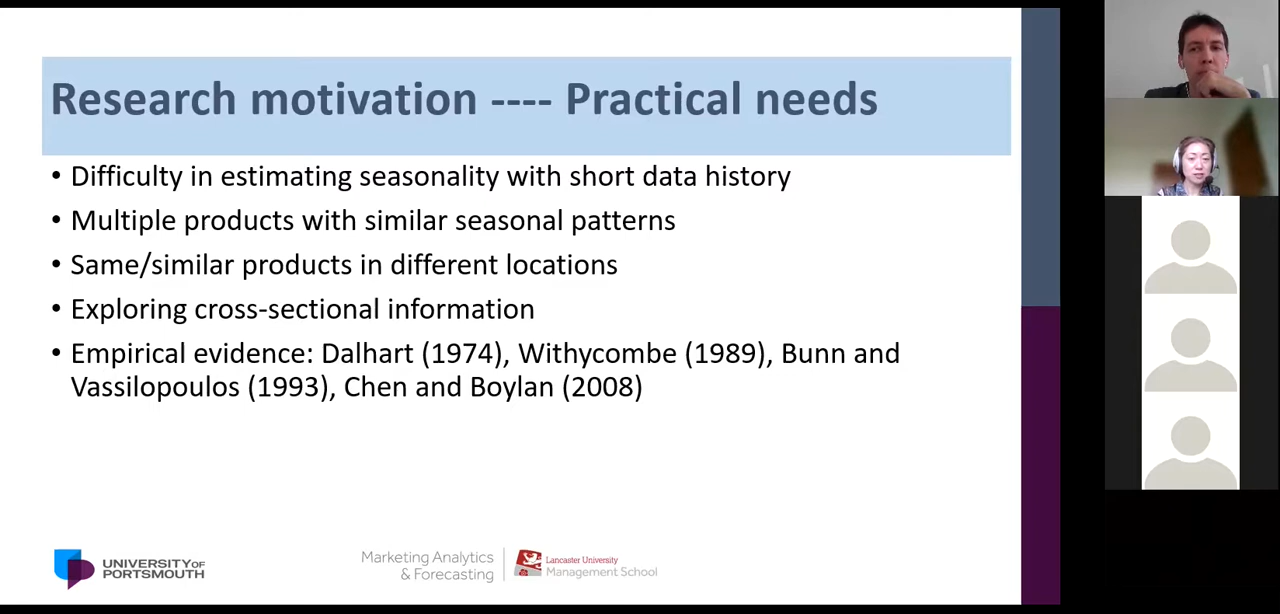 Research motivation ---- Practical needs
• Difficulty in estimating seasonality with short data history
• Multiple products with similar seasonal patterns
• Same/similar products in different locations
• Exploring cross-sectional information
• Empirical evidence: Dalhart (1974), Withycombe (1989), Bunn and
Vassilopoulos (1993), Chen and Boylan (2008)
UNIVERSITY OF
PORTSMOUTH
Marketing Analytics
& Forecasting
Lancaster University
Management School